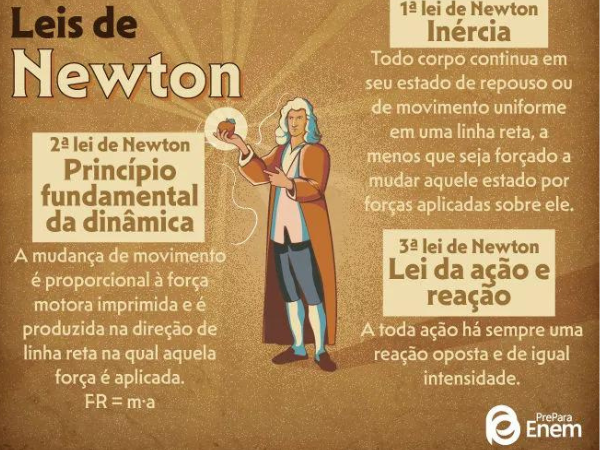 Leis de
Newton
1ª lei de Newton
Inércia
Todo corpo continua em
seu estado de repouso ou
de movimento uniforme
em uma linha reta, a
menos que seja forçado a
mudar aquele estado por
forças aplicadas sobre ele.
2ª lei de Newton
Princípio
fundamental
da dinâmica
A mudança de movimento
é proporcional à força
motora imprimida e é
produzida na direção de
linha reta na qual aquela
força é aplicada.
FR = m·a
3ª lei de Newton
Lei da ação e
reação
A toda ação há sempre uma
reação oposta e de igual
intensidade.
PrePara
Enem